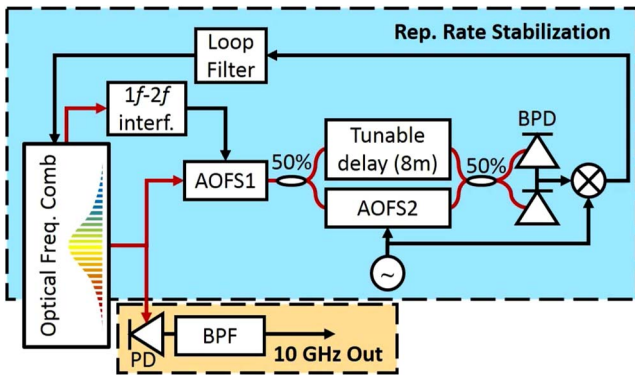 Rep. Rate Stabilization
Loop
Filter
1f-2f
interf.
BPD
50%
Tunable
delay (8m)
50%
AOFS1
AOFS2
~
Optical Freq. Comb
PD
BPF
10 GHz Out